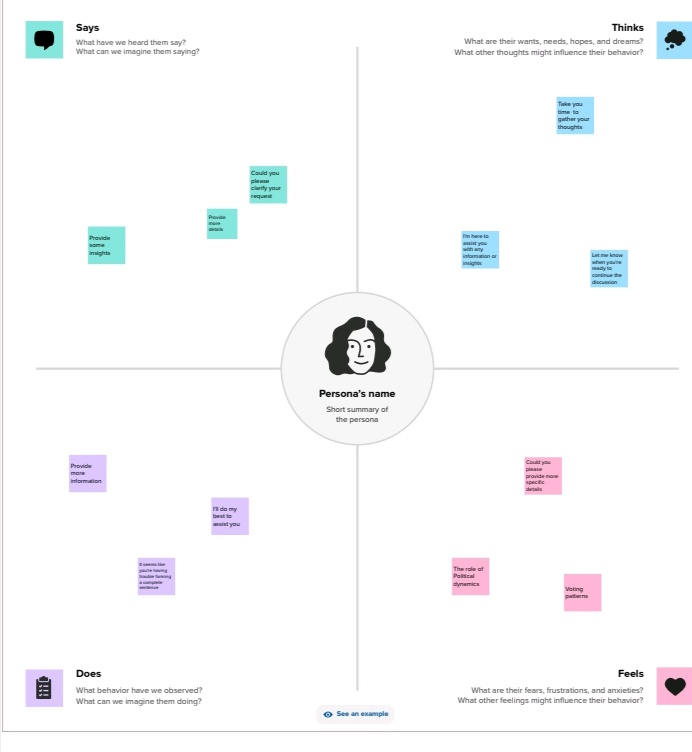 Says
What have we heard them say?
What can we imagine them saying?
Thinks
What are their wants, needs, hopes, and dreams?
What other thoughts might influence their behavior?
Take you
time to
gather your
thoughts
Could you
please
clarify your
request
Provide
more
details
Provide
some
insights
I'm here to
assist you
with any
information or
insights
Let me know
when you're
ready to
continue the
discussion
Persona's name
Short summary of
the persona
Provide
more
information
I'll do my
best to
assist you
It seems like
you're having
trouble forming
a complete
sentence
Could you
please
provide more
specific
details
The role of
Political
dynamics
Voting
patterns
Does
What behavior have we observed?
What can we imagine them doing?
Feels
What are their fears, frustrations, and anxieties?
What other feelings might influence their behavior?
See an example